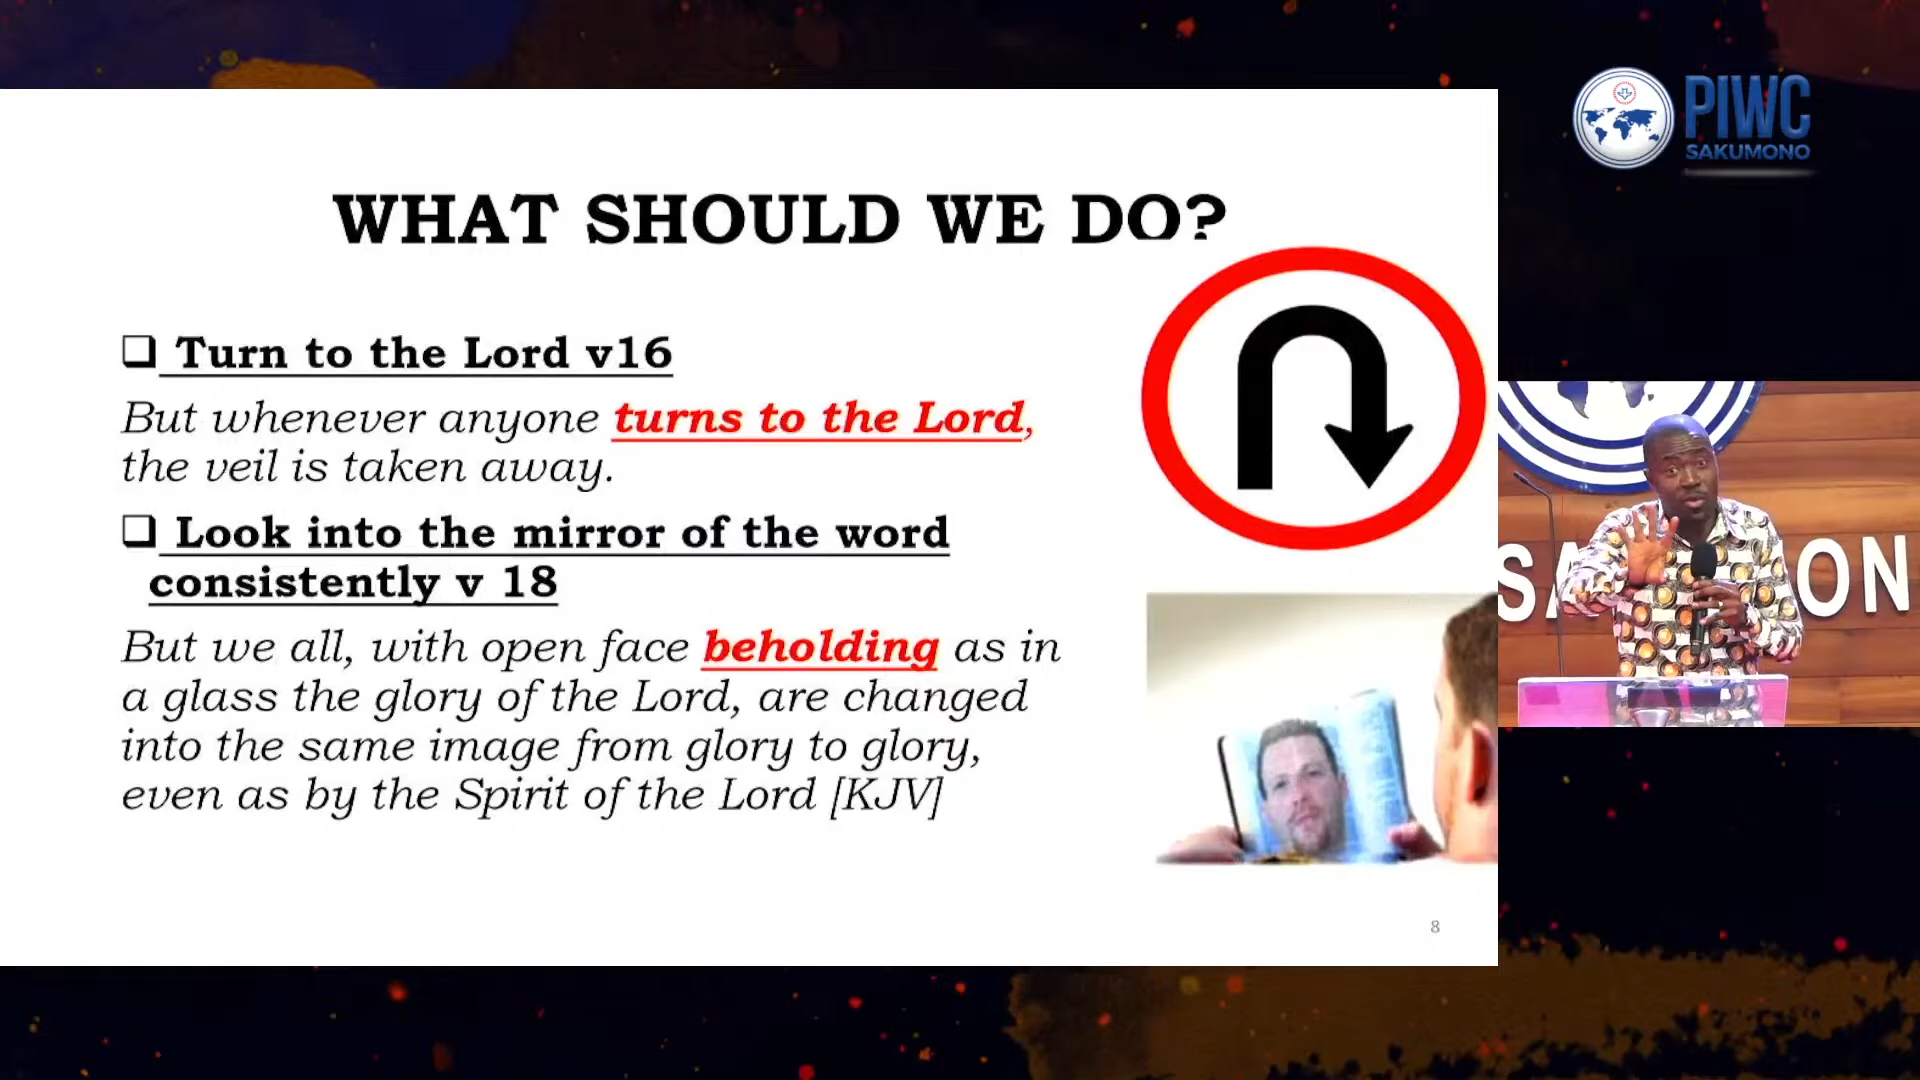 WHAT SHOULD WE DO?
❑ Turn to the Lord v16
But whenever anyone turns to the Lord,
the veil is taken away.
❑ Look into the mirror of the word
consistently v 18
But we all, with open face beholding as in
a glass the glory of the Lord, are changed
into the same image from glory to glory,
even as by the Spirit of the Lord [KJV]
8
PIWC
SAKUMONO